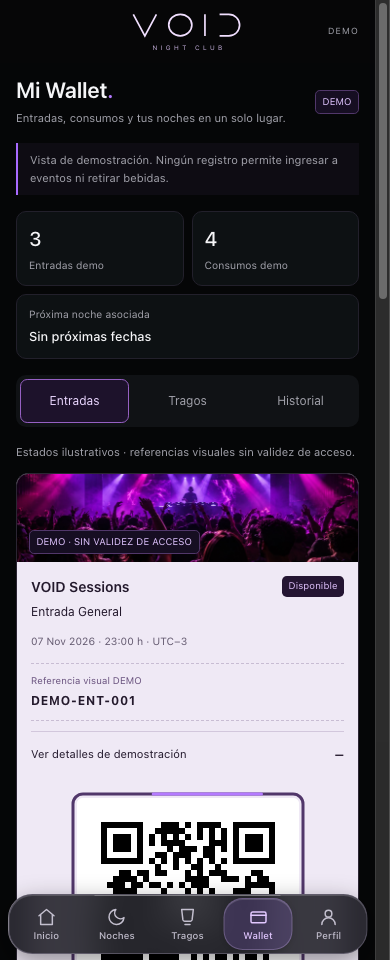 VOID
NIGHT CLUB
DEMO
Mi Wallet.
DEMO
Entradas, consumos y tus noches en un solo lugar.
Vista de demostración. Ningún registro permite ingresar a
eventos ni retirar bebidas.
3
Entradas demo
4
Consumos demo
Próxima noche asociada
Sin próximas fechas
Entradas
Tragos
Historial
Estados ilustrativos · referencias visuales sin validez de acceso.
DEMO · SIN VALIDEZ DE ACCESO
VOID Sessions
Disponible
Entrada General
07 Nov 2026 · 23:00 h · UTC−3
Referencia visual DEMO
DEMO-ENT-001
Ver detalles de demostración
−
Inicio
Noches
Tragos
Wallet
Perfil